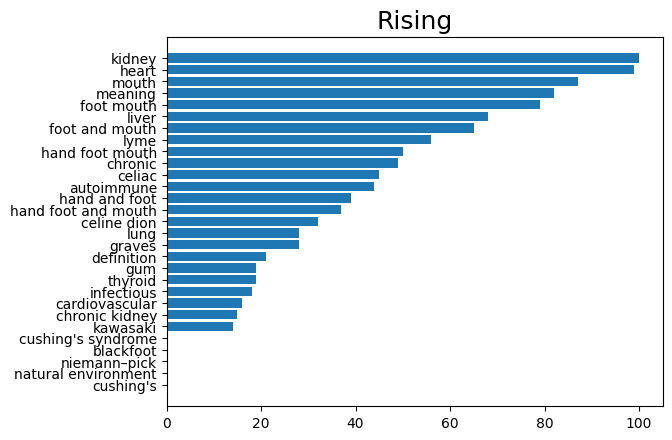 Rising
kidney
heart
mouth
meaning
foot mouth
liver
foot and mouth
lyme
hand foot mouth
chronic
celiac
autoimmune
hand and foot
hand foot and mouth
celine dion
lung
graves
definition
gum
thyroid
infectious
cardiovascular
chronic kidney
kawasaki
cushing's syndrome
blackfoot
niemann–pick
natural environment
cushing's
0 20 40 60 80 100